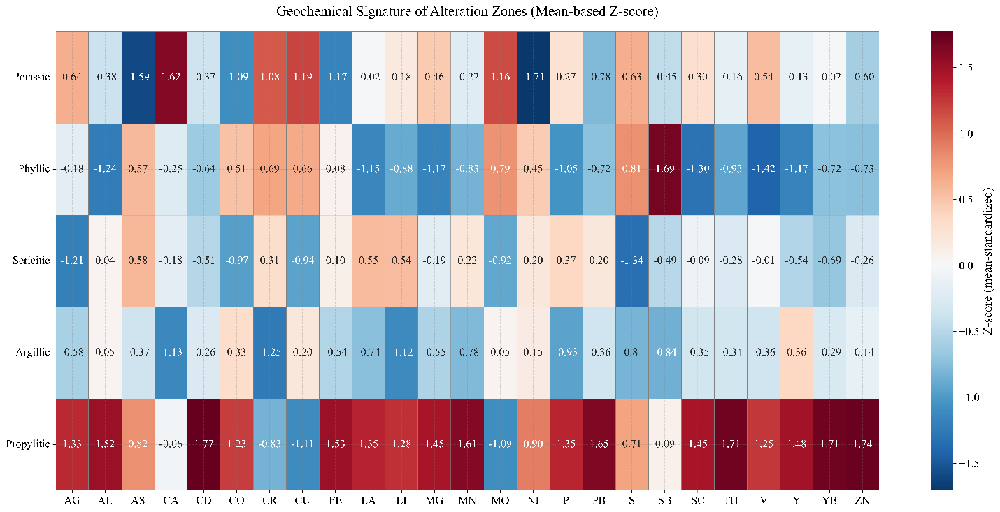 Geochemical Signature of Alteration Zones (Mean-based Z-score)
Potassic 0.64 -0.38 -1.59 1.62 -0.37 -1.09 1.08 1.19 -1.17 -0.02 0.18 0.46 -0.22 1.16 -1.71 0.27 -0.78 0.63 -0.45 0.30 -0.16 0.54 -0.13 -0.02 -0.60
Phyllic -0.18 -1.24 0.57 -0.25 -0.64 0.51 0.69 0.66 0.08 -1.15 -0.88 -1.17 -0.83 0.79 0.45 -1.05 -0.72 0.81 1.69 -1.30 -0.93 -1.42 -1.17 -0.72 -0.73
Sericitic -1.21 0.04 0.58 -0.18 -0.51 -0.97 0.31 -0.94 0.10 0.55 0.54 -0.19 0.22 -0.92 0.20 0.37 0.20 -1.34 -0.49 -0.09 -0.28 -0.01 -0.54 -0.69 -0.26
Argillic -0.58 0.05 -0.37 -1.13 -0.26 0.33 -1.25 0.20 -0.54 -0.74 -1.12 -0.55 -0.78 0.05 0.15 -0.93 -0.36 -0.81 -0.84 -0.35 -0.34 -0.36 0.36 -0.29 -0.14
Propylitic 1.33 1.52 0.82 -0.06 1.77 1.23 -0.83 -1.11 1.53 1.35 1.28 1.45 1.61 -1.09 0.90 1.35 1.65 0.71 0.09 1.45 1.71 1.25 1.48 1.71 1.74
AG AL AS CA CD CO CR CU FE LA LI MG MN MO NI P PB S SB SC TH V Y YB ZN
1.5
1.0
0.5
0.0
−0.5
−1.0
−1.5
Z-score (mean-standardized)